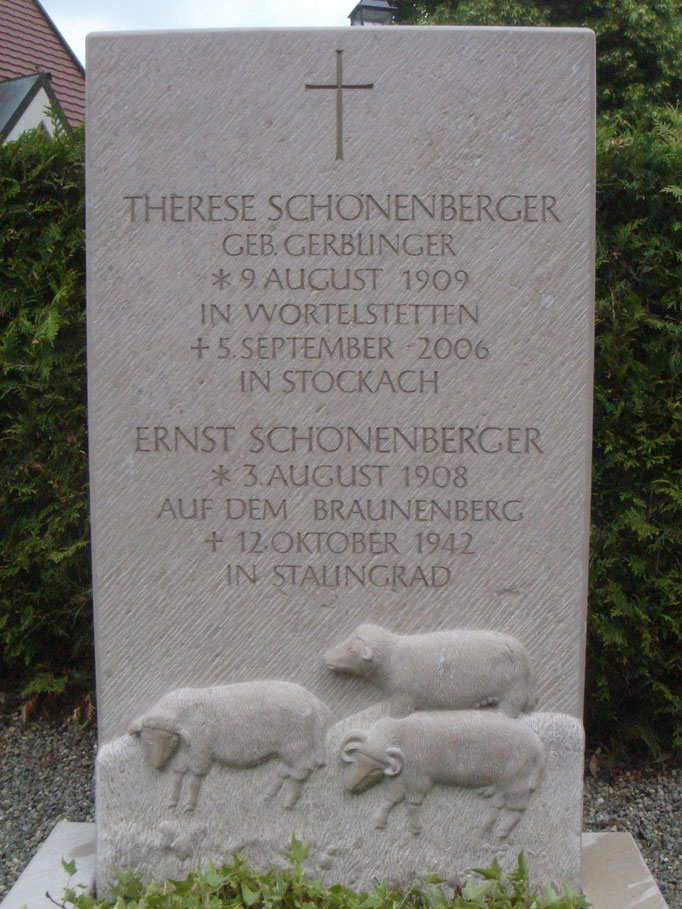 THERESE SCHÖNENBERGER
GEB. GERBLINGER
* 9. AUGUST 1909
IN WORTELSTETTEN
+ 5. SEPTEMBER 2006
IN STOCKACH
ERNST SCHÖNENBERGER
* 3. AUGUST 1908
AUF DEM BRAUNENBERG
+ 12. OKTOBER 1942
IN STALINGRAD